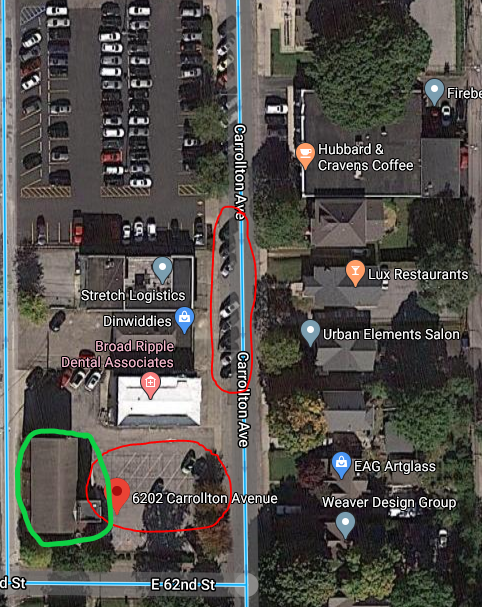 Carrollton Ave
Fireb
Hubbard &
Cravens Coffee
Lux Restaurants
Stretch Logistics
Dinwiddies
Urban Elements Salon
Broad Ripple
Dental Associates
Carrollton Ave
EAG Artglass
6202 Carrollton Avenue
Weaver Design Group
d St
E 62nd St